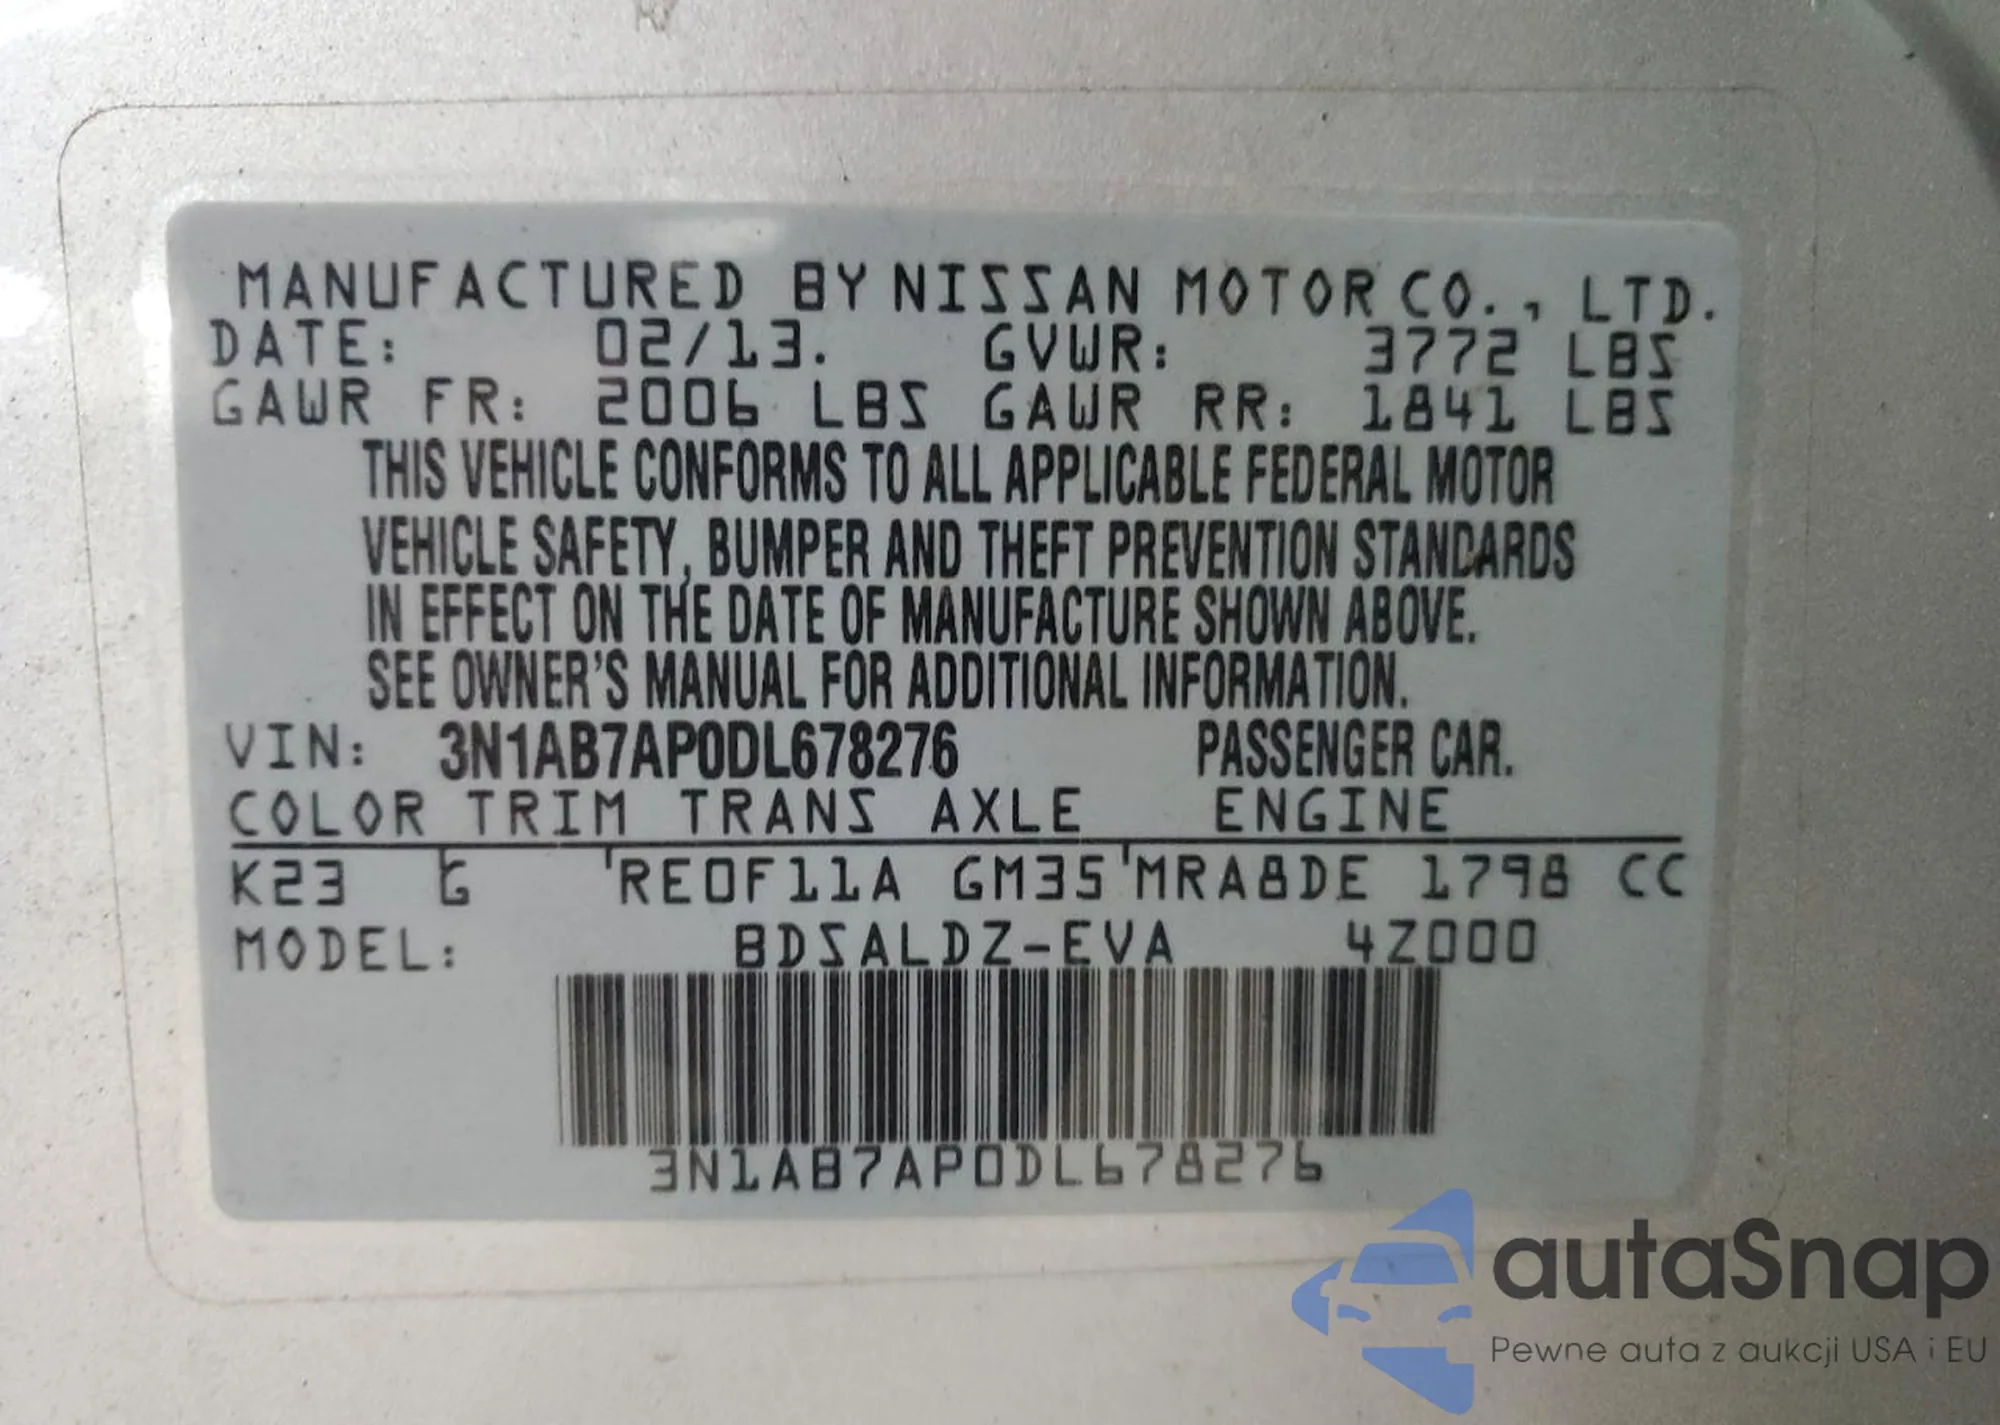 MANUFACTURED BY NISSAN MOTOR CO., LTD.
DATE: 02/13. GVWR: 3772 LBS
GAWR FR: 2006 LBS GAWR RR: 1841 LBS
THIS VEHICLE CONFORMS TO ALL APPLICABLE FEDERAL MOTOR
VEHICLE SAFETY, BUMPER AND THEFT PREVENTION STANDARDS
IN EFFECT ON THE DATE OF MANUFACTURE SHOWN ABOVE.
SEE OWNER'S MANUAL FOR ADDITIONAL INFORMATION.
VIN: 3N1AB7AP0DL678276 PASSENGER CAR.
COLOR TRIM TRANS AXLE ENGINE
K23 G RE0F11A GM35 MRA8DE 1798 CC
MODEL: BDSALDZ-EVA 4Z000
3N1AB7AP0DL678276
autaSnap
Pewne auta z aukcji USA i EU